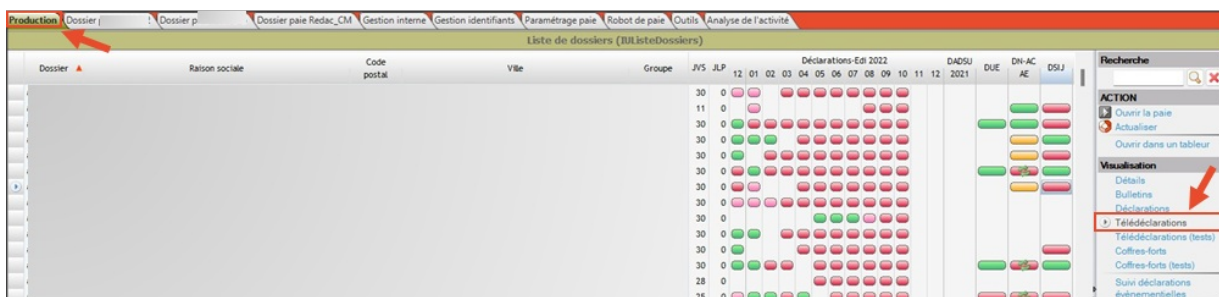 Production Dossier Dossier p Dossier paie Redac_CM Gestion interne Gestion identifiants Paramétrage paie Robot de paie Outils Analyse de l'activité
Liste de dossiers (IUListeDossiers)
Dossier Raison sociale Code postal Ville Groupe JVS JLP Déclarations-Edi 2022 DADSU 2021 DUE DN-AC AE DSIJ
12 01 02 03 04 05 06 07 08 09 10 11 12
30 0
11 0
30 0
30 0
30 0
30 0
30 0
30 0
30 0
30 0
30 0
30 0
28 0
25 0
Recherche
ACTION
Ouvrir la paie
Actualiser
Ouvrir dans un tableur
Visualisation
Détails
Bulletins
Déclarations
Télédéclarations
Télédéclarations (tests)
Coffres-forts
Coffres-forts (tests)
Suivi déclarations
évènementielles